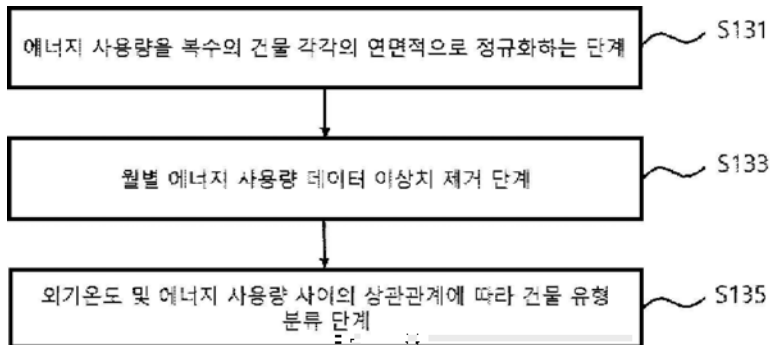 에너지 사용량을 복수의 건물 각각의 연면적으로 정규화하는 단계
S131
월별 에너지 사용량 데이터 이상치 제거 단계
S133
외기온도 및 에너지 사용량 사이의 상관관계에 따라 건물 유형
분류 단계
S135